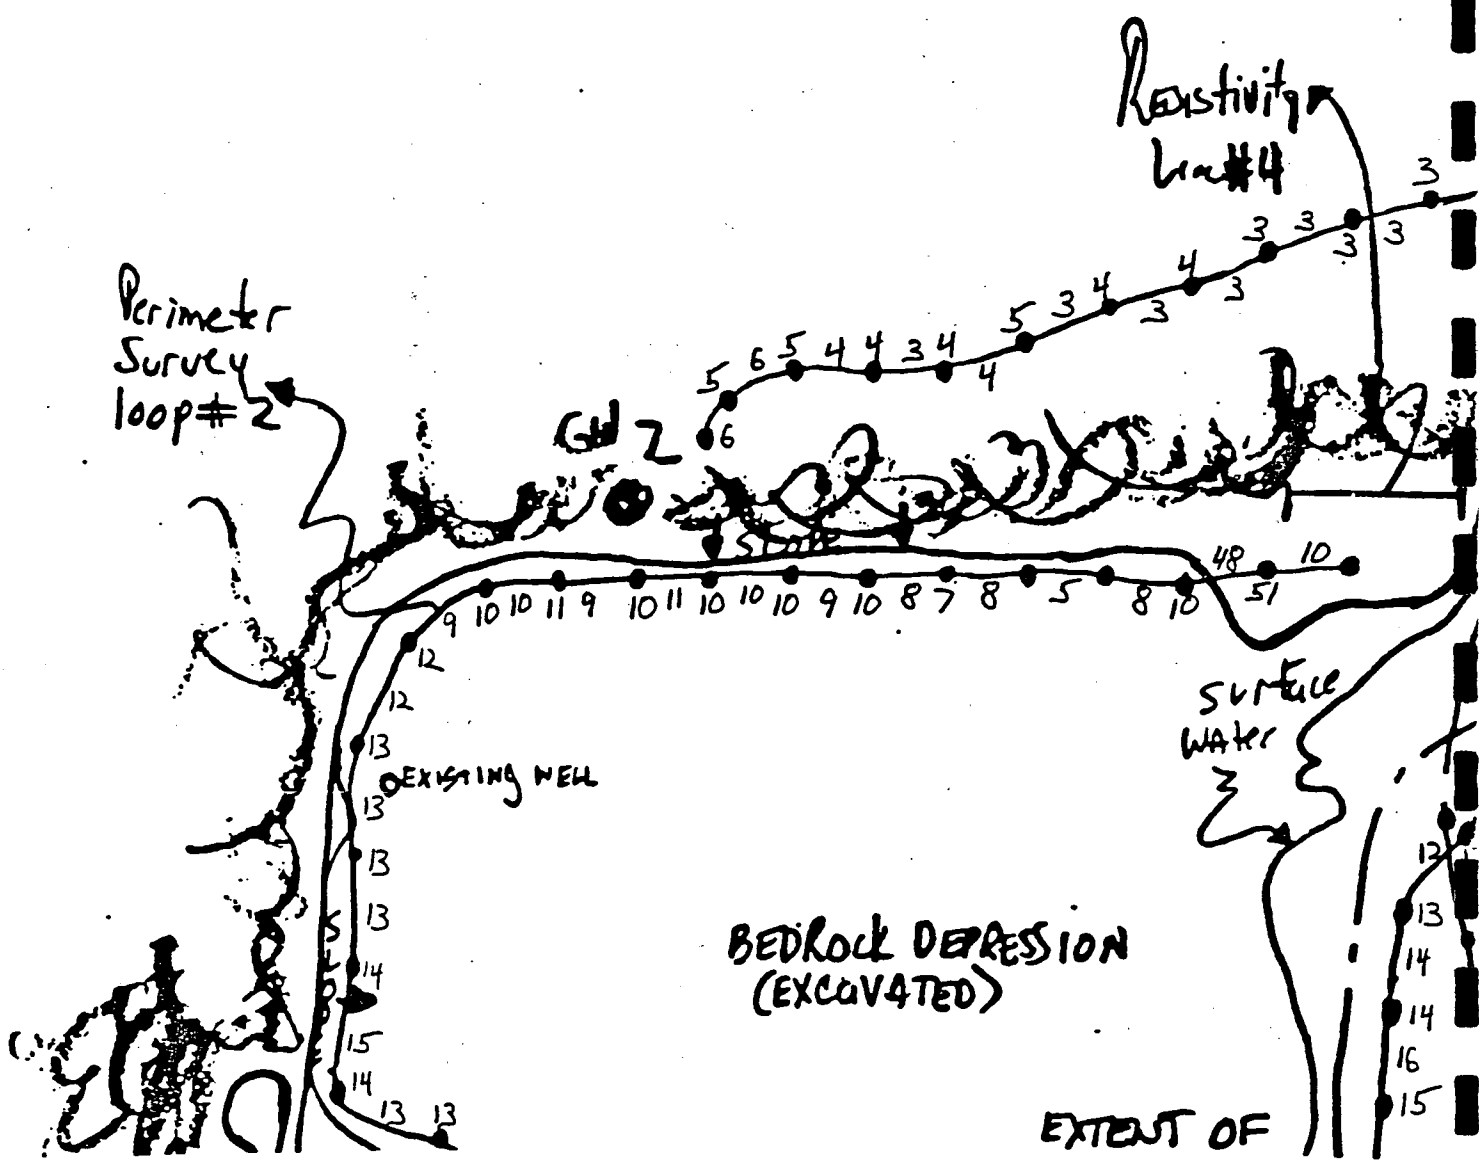 Resistivity
Line #4
3
3 3 3
3 3
4 3
4 3
5 3
5 6 5 4 4 3 4 4
6
Perimeter
Survey
loop # 2
GW 2
slope
48 10
9 10 10 11 9 10 11 10 10 10 9 10 8 7 8 5 8 10 51
12
12
13
EXISTING WELL
13
13
13
14
15
14
13 13
slope
surface
water
BEDROCK DEPRESSION
(EXCAVATED)
12
13
14
14
16
15
EXTENT OF